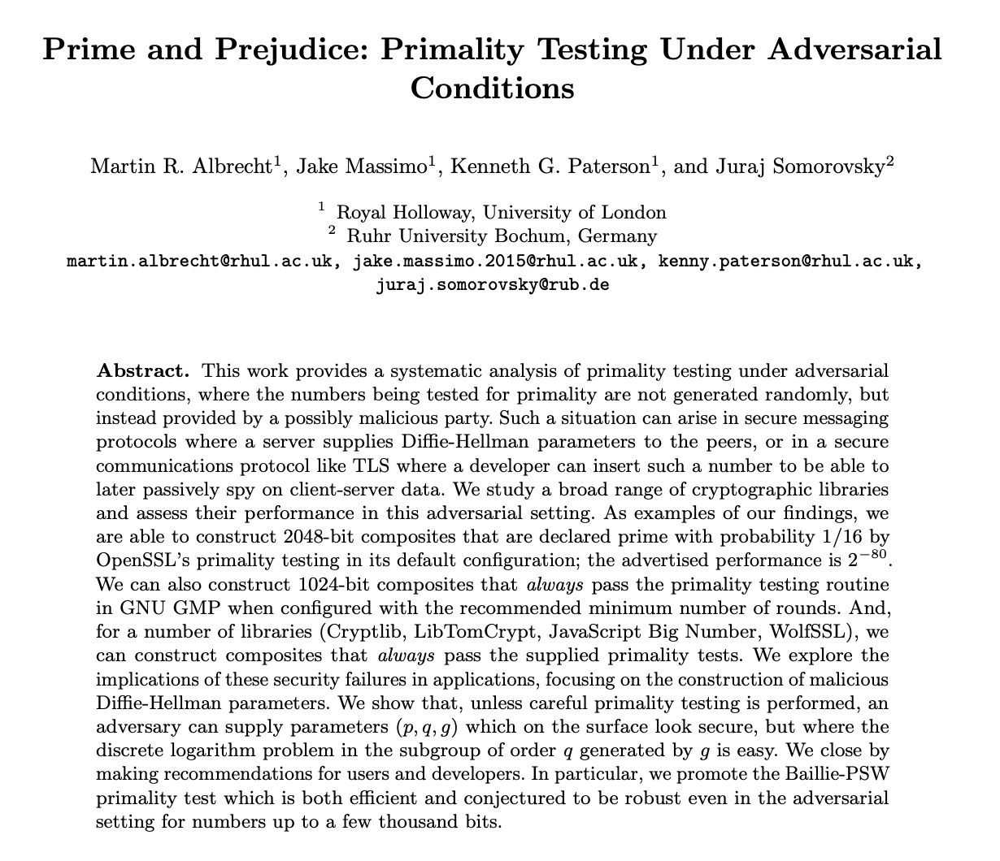 Prime and Prejudice: Primality Testing Under Adversarial
Conditions
Martin R. Albrecht¹, Jake Massimo¹, Kenneth G. Paterson¹, and Juraj Somorovsky²
¹ Royal Holloway, University of London
² Ruhr University Bochum, Germany
martin.albrecht@rhul.ac.uk, jake.massimo.2015@rhul.ac.uk, kenny.paterson@rhul.ac.uk,
juraj.somorovsky@rub.de
Abstract. This work provides a systematic analysis of primality testing under adversarial
conditions, where the numbers being tested for primality are not generated randomly, but
instead provided by a possibly malicious party. Such a situation can arise in secure messaging
protocols where a server supplies Diffie-Hellman parameters to the peers, or in a secure
communications protocol like TLS where a developer can insert such a number to be able to
later passively spy on client-server data. We study a broad range of cryptographic libraries
and assess their performance in this adversarial setting. As examples of our findings, we
are able to construct 2048-bit composites that are declared prime with probability 1/16 by
OpenSSL's primality testing in its default configuration; the advertised performance is 2⁻⁸⁰.
We can also construct 1024-bit composites that always pass the primality testing routine
in GNU GMP when configured with the recommended minimum number of rounds. And,
for a number of libraries (Cryptlib, LibTomCrypt, JavaScript Big Number, WolfSSL), we
can construct composites that always pass the supplied primality tests. We explore the
implications of these security failures in applications, focusing on the construction of malicious
Diffie-Hellman parameters. We show that, unless careful primality testing is performed, an
adversary can supply parameters (p, q, g) which on the surface look secure, but where the
discrete logarithm problem in the subgroup of order q generated by g is easy. We close by
making recommendations for users and developers. In particular, we promote the Baillie-PSW
primality test which is both efficient and conjectured to be robust even in the adversarial
setting for numbers up to a few thousand bits.